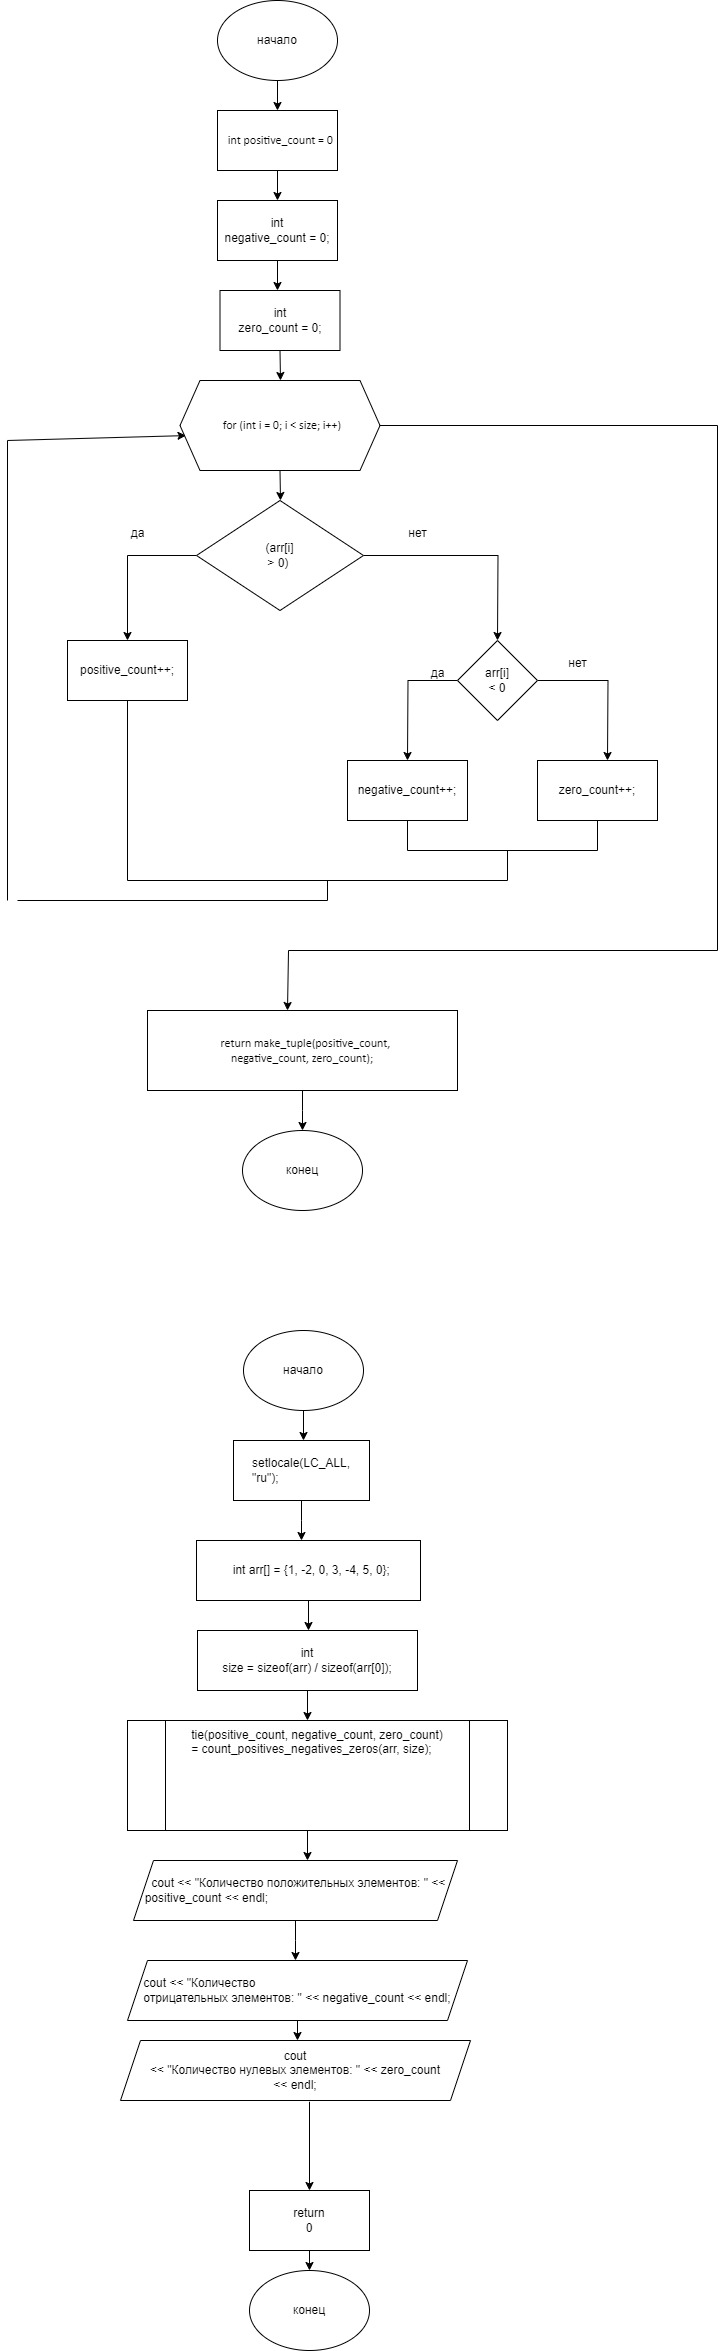 начало
int positive_count = 0
int
negative_count = 0;
int
zero_count = 0;
for (int i = 0; i < size; i++)
да
нет
(arr[i]
> 0)
positive_count++;
да
arr[i]
< 0
нет
negative_count++;
zero_count++;
return make_tuple(positive_count,
negative_count, zero_count);
конец
начало
setlocale(LC_ALL,
"ru");
int arr[] = {1, -2, 0, 3, -4, 5, 0};
int
size = sizeof(arr) / sizeof(arr[0]);
tie(positive_count, negative_count, zero_count)
= count_positives_negatives_zeros(arr, size);
cout << "Количество положительных элементов: " <<
positive_count << endl;
cout << "Количество
отрицательных элементов: " << negative_count << endl;
cout
<< "Количество нулевых элементов: " << zero_count
<< endl;
return
0
конец